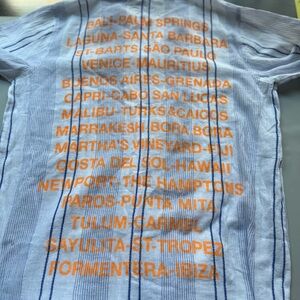 BALI-PALM SPRINGS
LAGUNA-SANTA BARBARA
ST-BARTS-SÃO PAULO
VENICE-MAURITIUS
BUENOS AIRES-GRENADA
CAPRI-CABO SAN LUCAS
MALIBU-TURKS&CAICOS
MARRAKESH-BORA BORA
MARTHA'S VINEYARD-FIJI
COSTA DEL SOL-HAWAII
NEWPORT-THE HAMPTONS
PAROS-PUNTA MITA
TULUM-CARMEL
SAYULITA-ST-TROPEZ
FORMENTERA-IBIZA